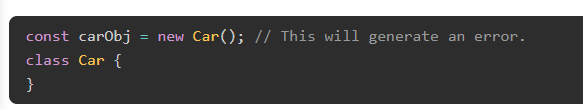 const carObj = new Car(); // This will generate an error.
class Car {
}